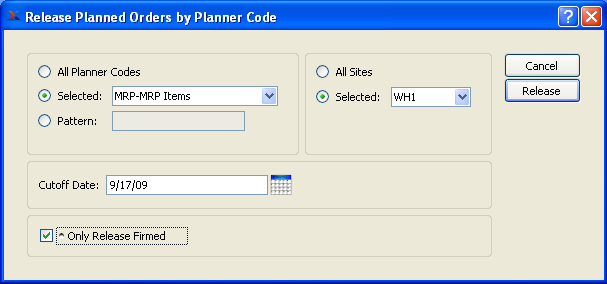 Release Planned Orders by Planner Code
All Planner Codes
Selected: MRP-MRP Items
Pattern:
All Sites
Selected: WH1
Cancel
Release
Cutoff Date: 9/17/09
^ Only Release Firmed